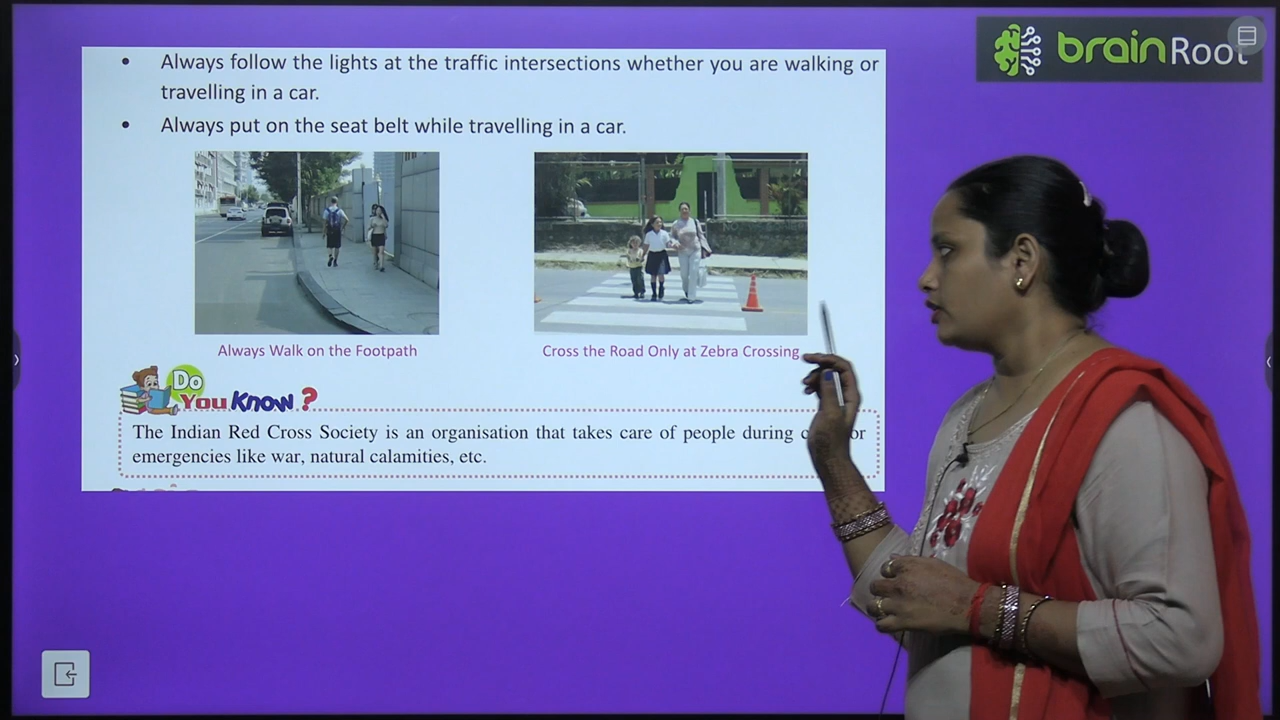 brainRoot
• Always follow the lights at the traffic intersections whether you are walking or
travelling in a car.
• Always put on the seat belt while travelling in a car.
Always Walk on the Footpath
Cross the Road Only at Zebra Crossing
Do
You Know ?
The Indian Red Cross Society is an organisation that takes care of people during or
emergencies like war, natural calamities, etc.